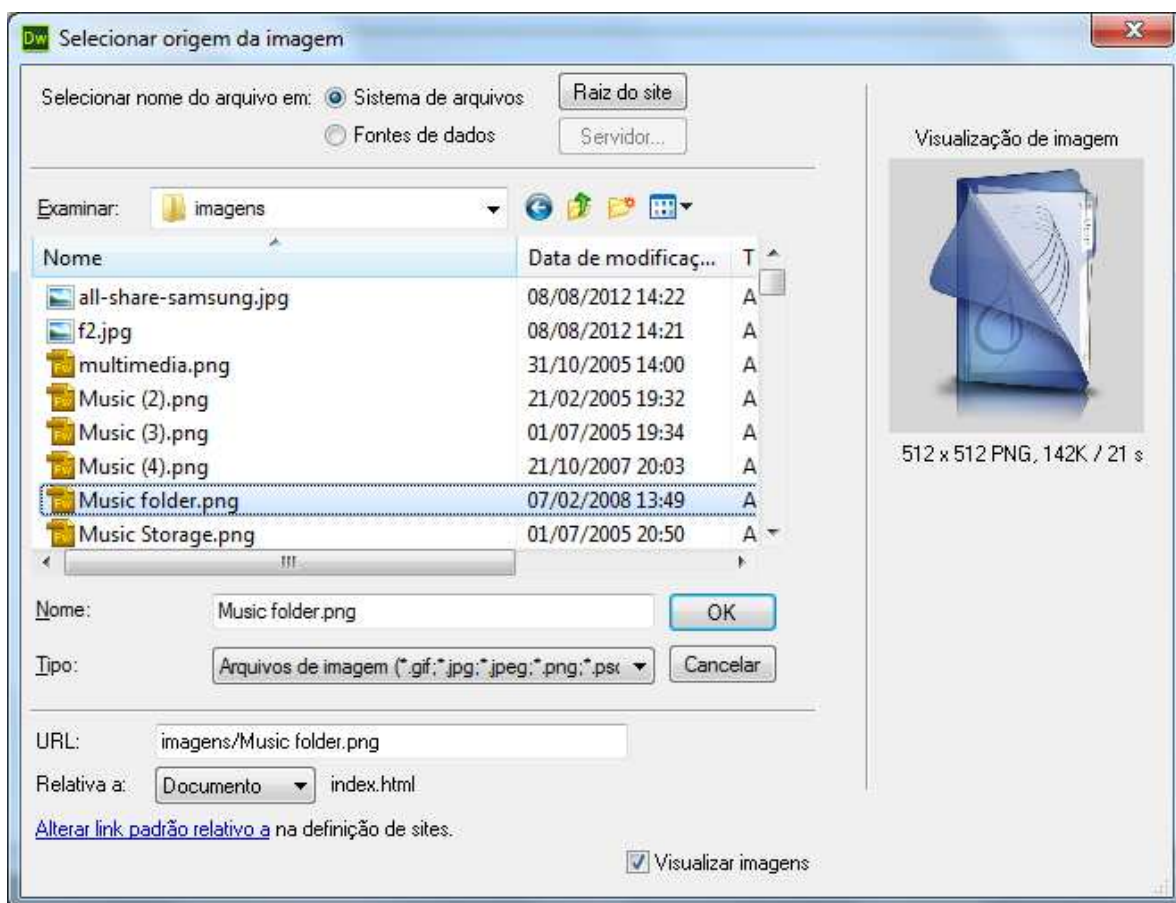 Dw Selecionar origem da imagem
Selecionar nome do arquivo em: Sistema de arquivos Raiz do site
Fontes de dados Servidor...
Visualização de imagem
Examinar: imagens
Nome Data de modificaç... T
all-share-samsung.jpg 08/08/2012 14:22 A
f2.jpg 08/08/2012 14:21 A
multimedia.png 31/10/2005 14:00 A
Music (2).png 21/02/2005 19:32 A
Music (3).png 01/07/2005 19:34 A
Music (4).png 21/10/2007 20:03 A
Music folder.png 07/02/2008 13:49 A
Music Storage.png 01/07/2005 20:50 A
512 x 512 PNG, 142K / 21 s
Nome: Music folder.png OK
Tipo: Arquivos de imagem (*.gif;*.jpg;*.jpeg;*.png;*.psc Cancelar
URL: imagens/Music folder.png
Relativa a: Documento index.html
Alterar link padrão relativo a na definição de sites.
Visualizar imagens